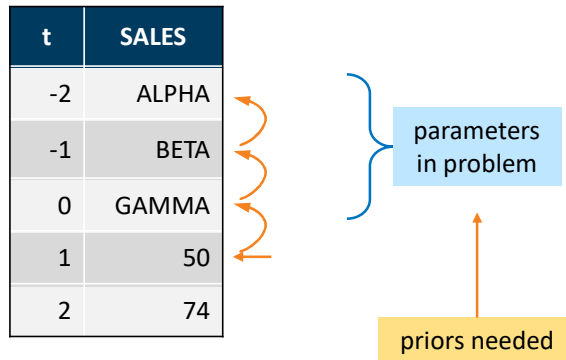 t SALES
-2 ALPHA
-1 BETA
0 GAMMA
1 50
2 74
parameters
in problem
priors needed